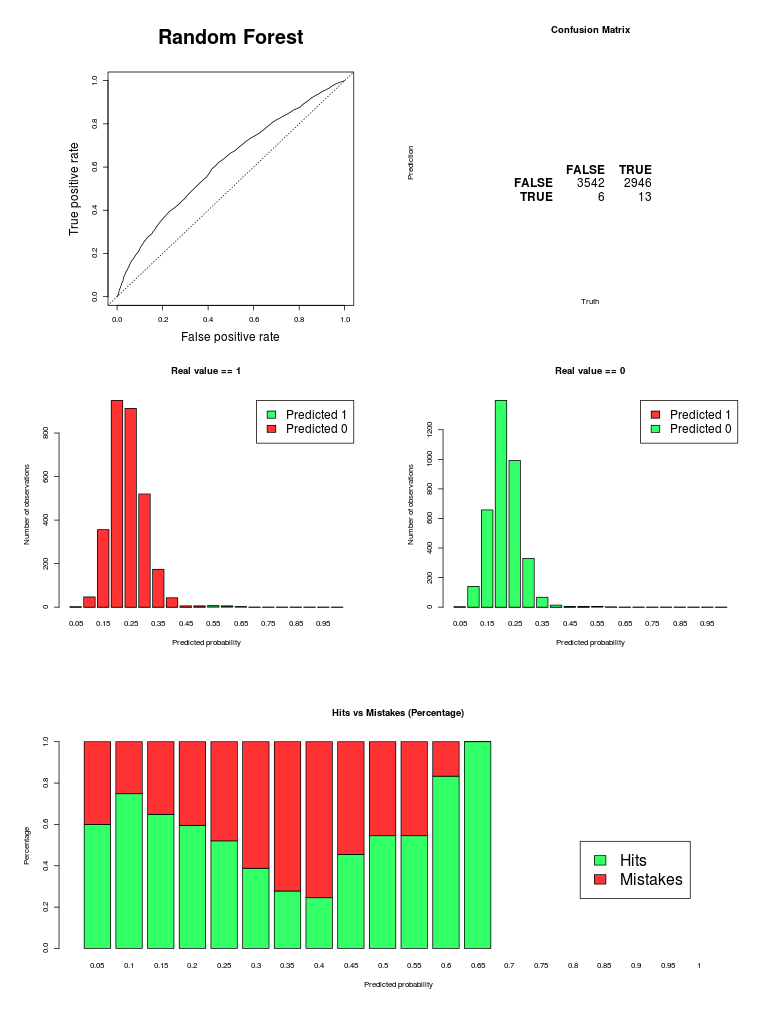 Random Forest
True positive rate
1.0
0.8
0.6
0.4
0.2
0.0
0.0 0.2 0.4 0.6 0.8 1.0
False positive rate
Confusion Matrix
Prediction
FALSE TRUE
FALSE 3542 2946
TRUE 6 13
Truth
Real value == 1
Predicted 1
Predicted 0
Number of observations
800
600
400
200
0
0.05 0.15 0.25 0.35 0.45 0.55 0.65 0.75 0.85 0.95
Predicted probability
Real value == 0
Predicted 1
Predicted 0
Number of observations
1200
1000
800
600
400
200
0
0.05 0.15 0.25 0.35 0.45 0.55 0.65 0.75 0.85 0.95
Predicted probability
Hits vs Mistakes (Percentage)
Percentage
1.0
0.8
0.6
0.4
0.2
0.0
Hits
Mistakes
0.05 0.1 0.15 0.2 0.25 0.3 0.35 0.4 0.45 0.5 0.55 0.6 0.65 0.7 0.75 0.8 0.85 0.9 0.95 1
Predicted probability